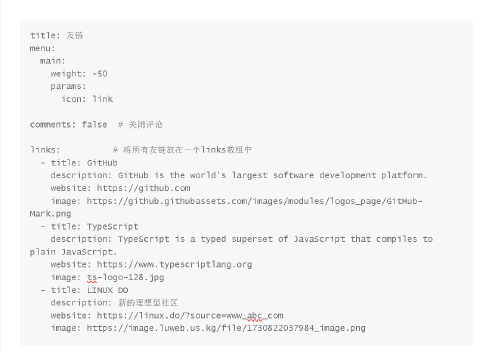 title: 友链
menu:
  main:
    weight: -50
    params:
      icon: link

comments: false  # 关闭评论

links:          # 将所有友链放在一个links数组中
  - title: GitHub
    description: GitHub is the world's largest software development platform.
    website: https://github.com
    image: https://github.githubassets.com/images/modules/logos_page/GitHub-
Mark.png
  - title: TypeScript
    description: TypeScript is a typed superset of JavaScript that compiles to
plain JavaScript.
    website: https://www.typescriptlang.org
    image: ts-logo-128.jpg
  - title: LINUX DO
    description: 新的理想型社区
    website: https://linux.do/?source=www_abc_com
    image: https://image.luweb.us.kg/file/1730822037984_image.png